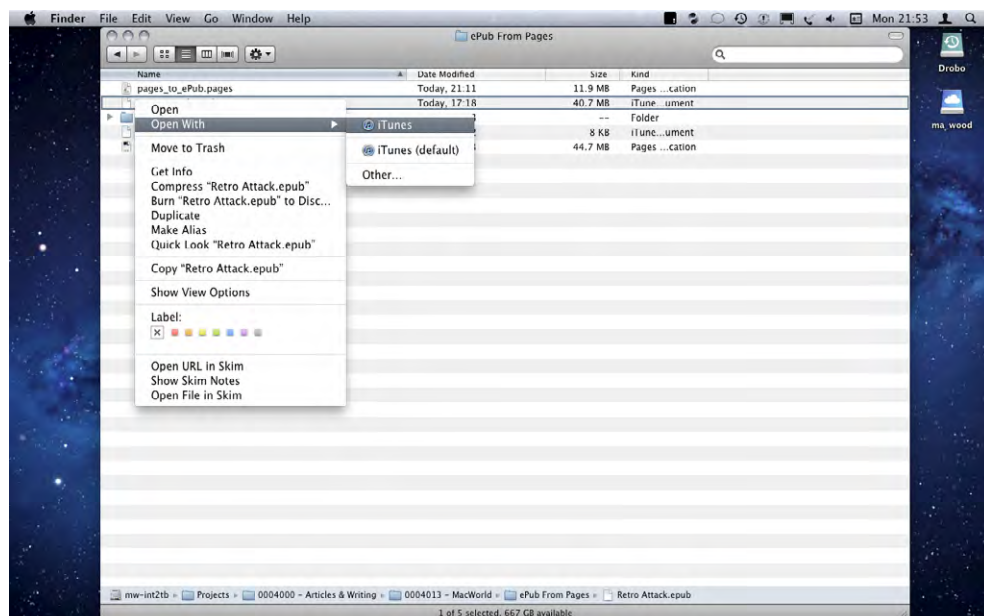 Finder File Edit View Go Window Help Mon 21:53
ePub From Pages
Drobo
Name Date Modified Size Kind
pages_to_ePub.pages Today, 21:11 11.9 MB Pages ...cation
Today, 17:18 40.7 MB iTune...ument
Open
-- Folder
Open With iTunes
8 KB iTune...ument
ma_wood
Move to Trash iTunes (default)
44.7 MB Pages ...cation
Get Info
Other...
Compress “Retro Attack.epub”
Burn “Retro Attack.epub” to Disc...
Duplicate
Make Alias
Quick Look “Retro Attack.epub”
Copy “Retro Attack.epub”
Show View Options
Label:
Open URL in Skim
Show Skim Notes
Open File in Skim
mw-int2tb Projects 0004000 - Articles & Writing 0004013 - MacWorld ePub From Pages Retro Attack.epub
1 of 5 selected, 667 GB available